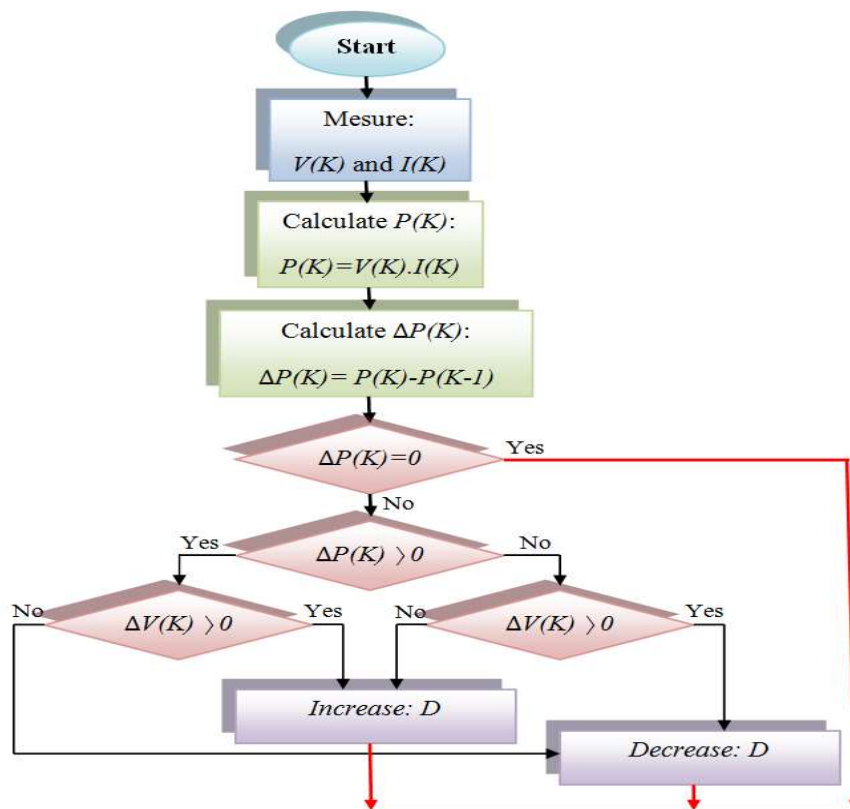 Start
Mesure:
V(K) and I(K)
Calculate P(K):
P(K)=V(K).I(K)
Calculate ΔP(K):
ΔP(K)= P(K)-P(K-1)
ΔP(K)=0
Yes
No
Yes
ΔP(K) 〉0
No
No
ΔV(K) 〉0
Yes
No
ΔV(K) 〉0
Yes
Increase: D
Decrease: D